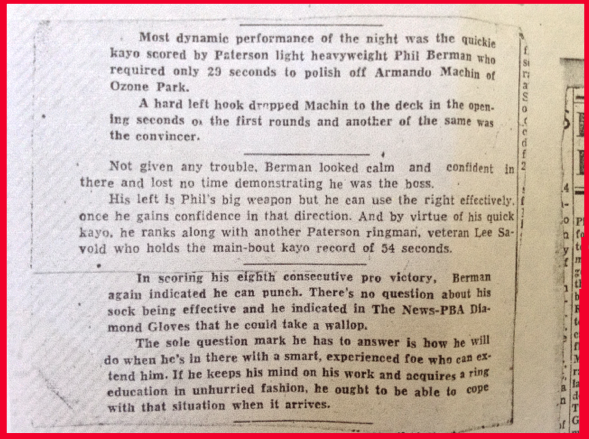 Most dynamic performance of the night was the quickie
kayo scored by Paterson light heavyweight Phil Berman who
required only 29 seconds to polish off Armando Machin of
Ozone Park.
A hard left hook dropped Machin to the deck in the open-
ing seconds of the first rounds and another of the same was
the convincer.
Not given any trouble, Berman looked calm and confident in
there and lost no time demonstrating he was the boss.
His left is Phil's big weapon but he can use the right effectively,
once he gains confidence in that direction. And by virtue of his quick
kayo, he ranks along with another Paterson ringman, veteran Lee Sa-
vold who holds the main-bout kayo record of 54 seconds.
In scoring his eighth consecutive pro victory, Berman
again indicated he can punch. There's no question about his
sock being effective and he indicated in The News-PBA Dia-
mond Gloves that he could take a wallop.
The sole question mark he has to answer is how he will
do when he's in there with a smart, experienced foe who can ex-
tend him. If he keeps his mind on his work and acquires a ring
education in unhurried fashion, he ought to be able to cope
with that situation when it arrives.